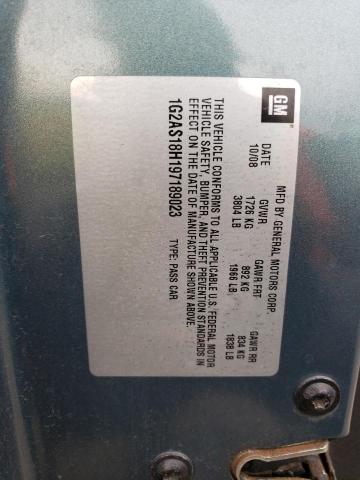 GM
MFD BY GENERAL MOTORS CORP.
DATE GVWR GAWR FRT GAWR RR
10/08 1726 KG 892 KG 834 KG
3804 LB 1966 LB 1838 LB
THIS VEHICLE CONFORMS TO ALL APPLICABLE U.S. FEDERAL MOTOR
VEHICLE SAFETY, BUMPER, AND THEFT PREVENTION STANDARDS IN
EFFECT ON THE DATE OF MANUFACTURE SHOWN ABOVE.
1G2AS18H197189023 TYPE: PASS CAR